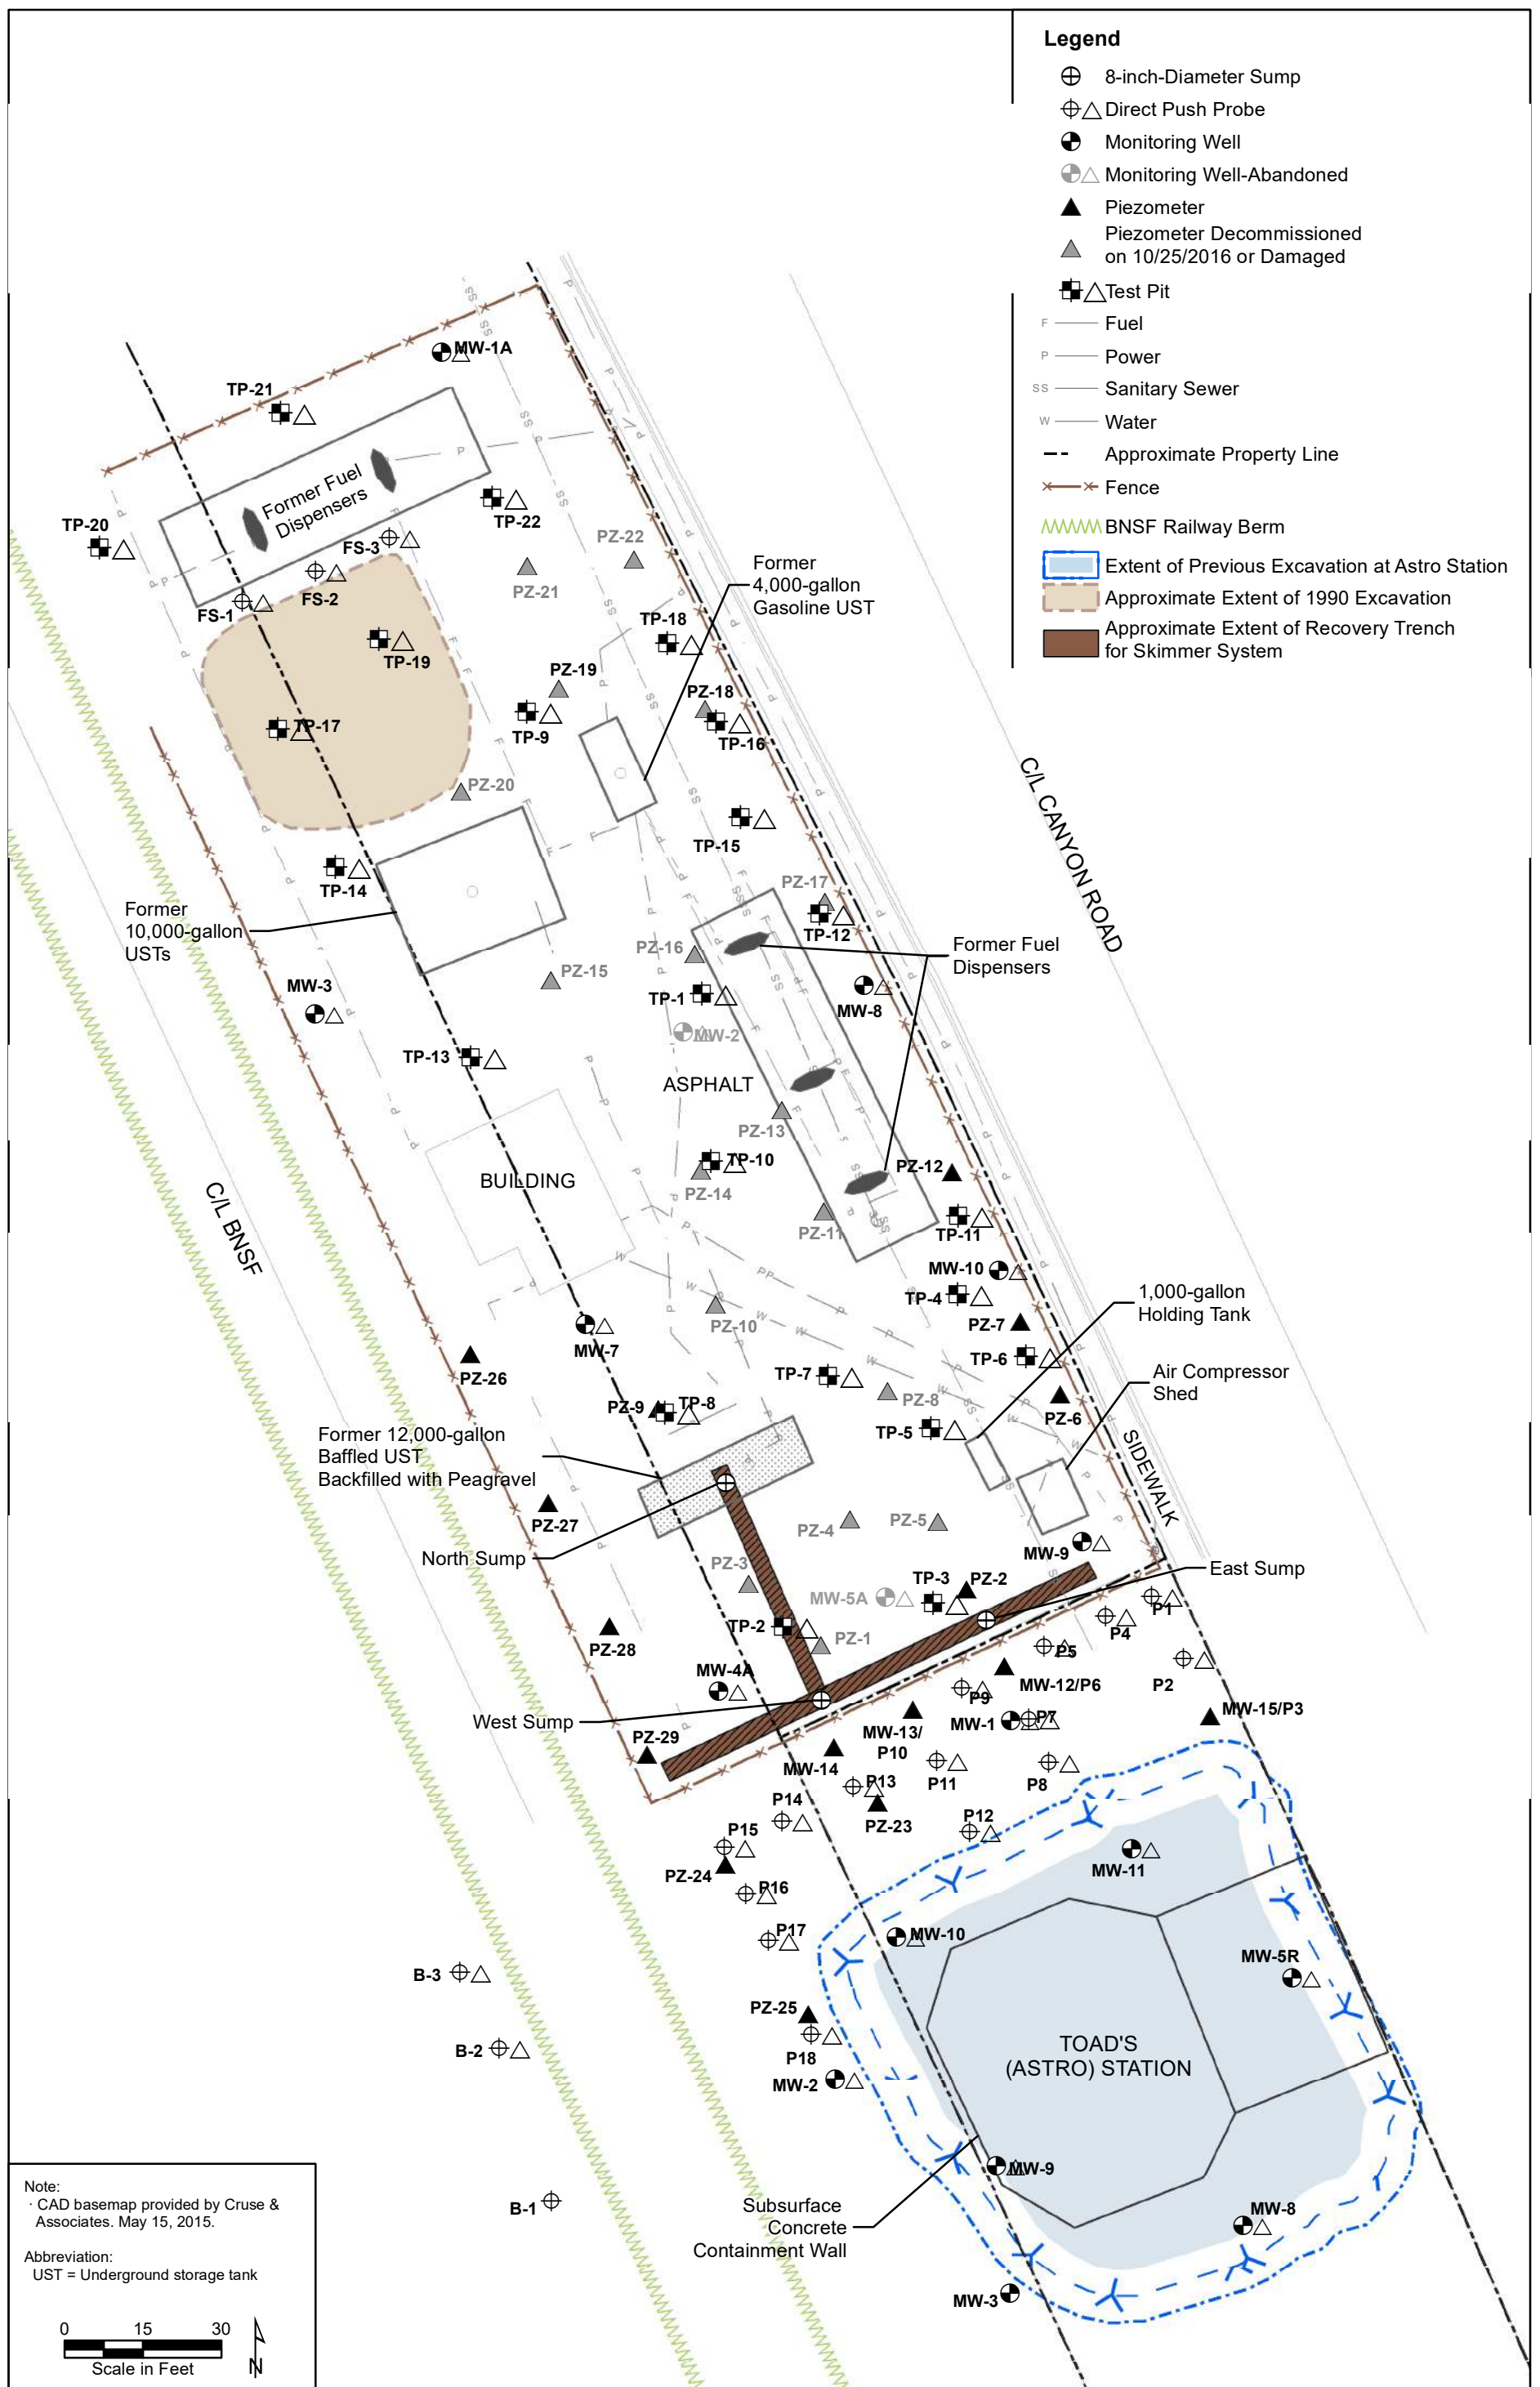 Legend
8-inch-Diameter Sump
Direct Push Probe
Monitoring Well
Monitoring Well-Abandoned
Piezometer
Piezometer Decommissioned
on 10/25/2016 or Damaged
Test Pit
F Fuel
P Power
SS Sanitary Sewer
W Water
Approximate Property Line
Fence
BNSF Railway Berm
Extent of Previous Excavation at Astro Station
Approximate Extent of 1990 Excavation
Approximate Extent of Recovery Trench
for Skimmer System
MW-1A
TP-21
Former Fuel
Dispensers
TP-22
TP-20
FS-3
FS-2
FS-1
PZ-22
PZ-21
Former
4,000-gallon
Gasoline UST
TP-18
TP-19
PZ-19
PZ-18
TP-17
TP-9
TP-16
PZ-20
TP-15
C/L CANYON ROAD
TP-14
PZ-17
Former
10,000-gallon
USTs
TP-12
PZ-16
Former Fuel
Dispensers
PZ-15
MW-3
TP-1
MW-8
MW-2
TP-13
ASPHALT
PZ-13
TP-10
PZ-12
BUILDING
PZ-14
C/L BNSF
PZ-11
TP-11
MW-10
TP-4
1,000-gallon
Holding Tank
PZ-10
PZ-7
MW-7
TP-6
PZ-26
TP-7
Air Compressor
Shed
PZ-8
PZ-9
TP-8
PZ-6
TP-5
SIDEWALK
Former 12,000-gallon
Baffled UST
Backfilled with Peagravel
PZ-27
PZ-4
PZ-5
North Sump
MW-9
PZ-3
East Sump
TP-3
PZ-2
MW-5A
P1
TP-2
P4
PZ-1
PZ-28
P5
MW-4A
MW-12/P6
P2
P9
West Sump
MW-13/
P10
MW-1
P7
MW-15/P3
PZ-29
MW-14
P11
P8
P13
P14
PZ-23
P12
P15
PZ-24
MW-11
P16
P17
MW-10
MW-5R
B-3
PZ-25
B-2
P18
TOAD'S
(ASTRO) STATION
MW-2
MW-9
B-1
Subsurface
Concrete
Containment Wall
MW-8
MW-3
Note:
· CAD basemap provided by Cruse &
Associates. May 15, 2015.
Abbreviation:
UST = Underground storage tank
0 15 30
Scale in Feet
N